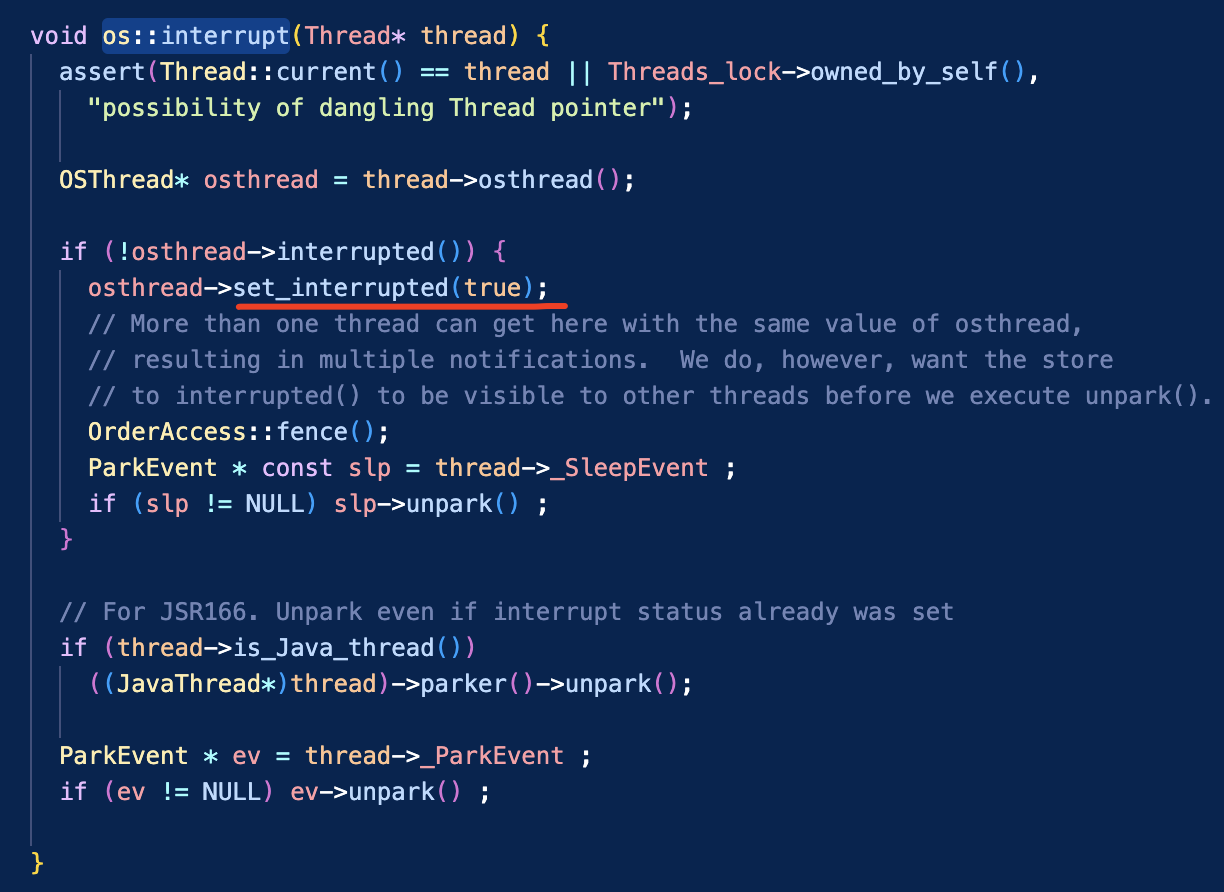 void os::interrupt(Thread* thread) {
  assert(Thread::current() == thread || Threads_lock->owned_by_self(),
    "possibility of dangling Thread pointer");

  OSThread* osthread = thread->osthread();

  if (!osthread->interrupted()) {
    osthread->set_interrupted(true);
    // More than one thread can get here with the same value of osthread,
    // resulting in multiple notifications.  We do, however, want the store
    // to interrupted() to be visible to other threads before we execute unpark().
    OrderAccess::fence();
    ParkEvent * const slp = thread->_SleepEvent ;
    if (slp != NULL) slp->unpark() ;
  }

  // For JSR166. Unpark even if interrupt status already was set
  if (thread->is_Java_thread())
    ((JavaThread*)thread)->parker()->unpark();

  ParkEvent * ev = thread->_ParkEvent ;
  if (ev != NULL) ev->unpark() ;

}